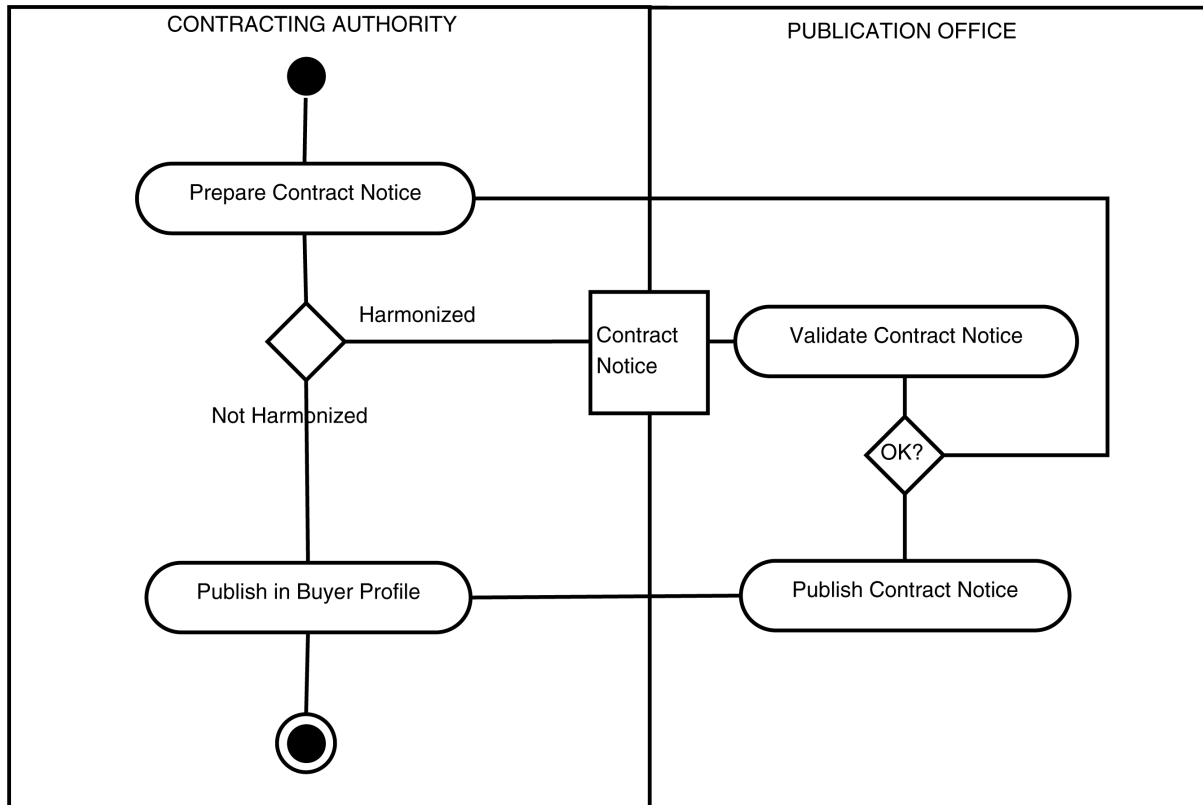 CONTRACTING AUTHORITY
PUBLICATION OFFICE
Prepare Contract Notice
Harmonized
Contract
Notice
Validate Contract Notice
Not Harmonized
OK?
Publish in Buyer Profile
Publish Contract Notice